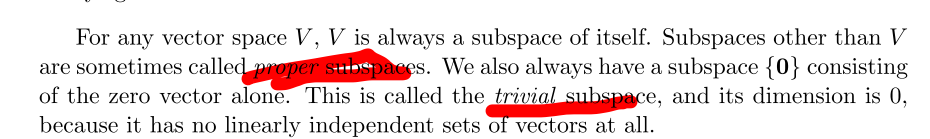 For any vector space V, V is always a subspace of itself. Subspaces other than V
are sometimes called proper subspaces. We also always have a subspace {0} consisting
of the zero vector alone. This is called the trivial subspace, and its dimension is 0,
because it has no linearly independent sets of vectors at all.